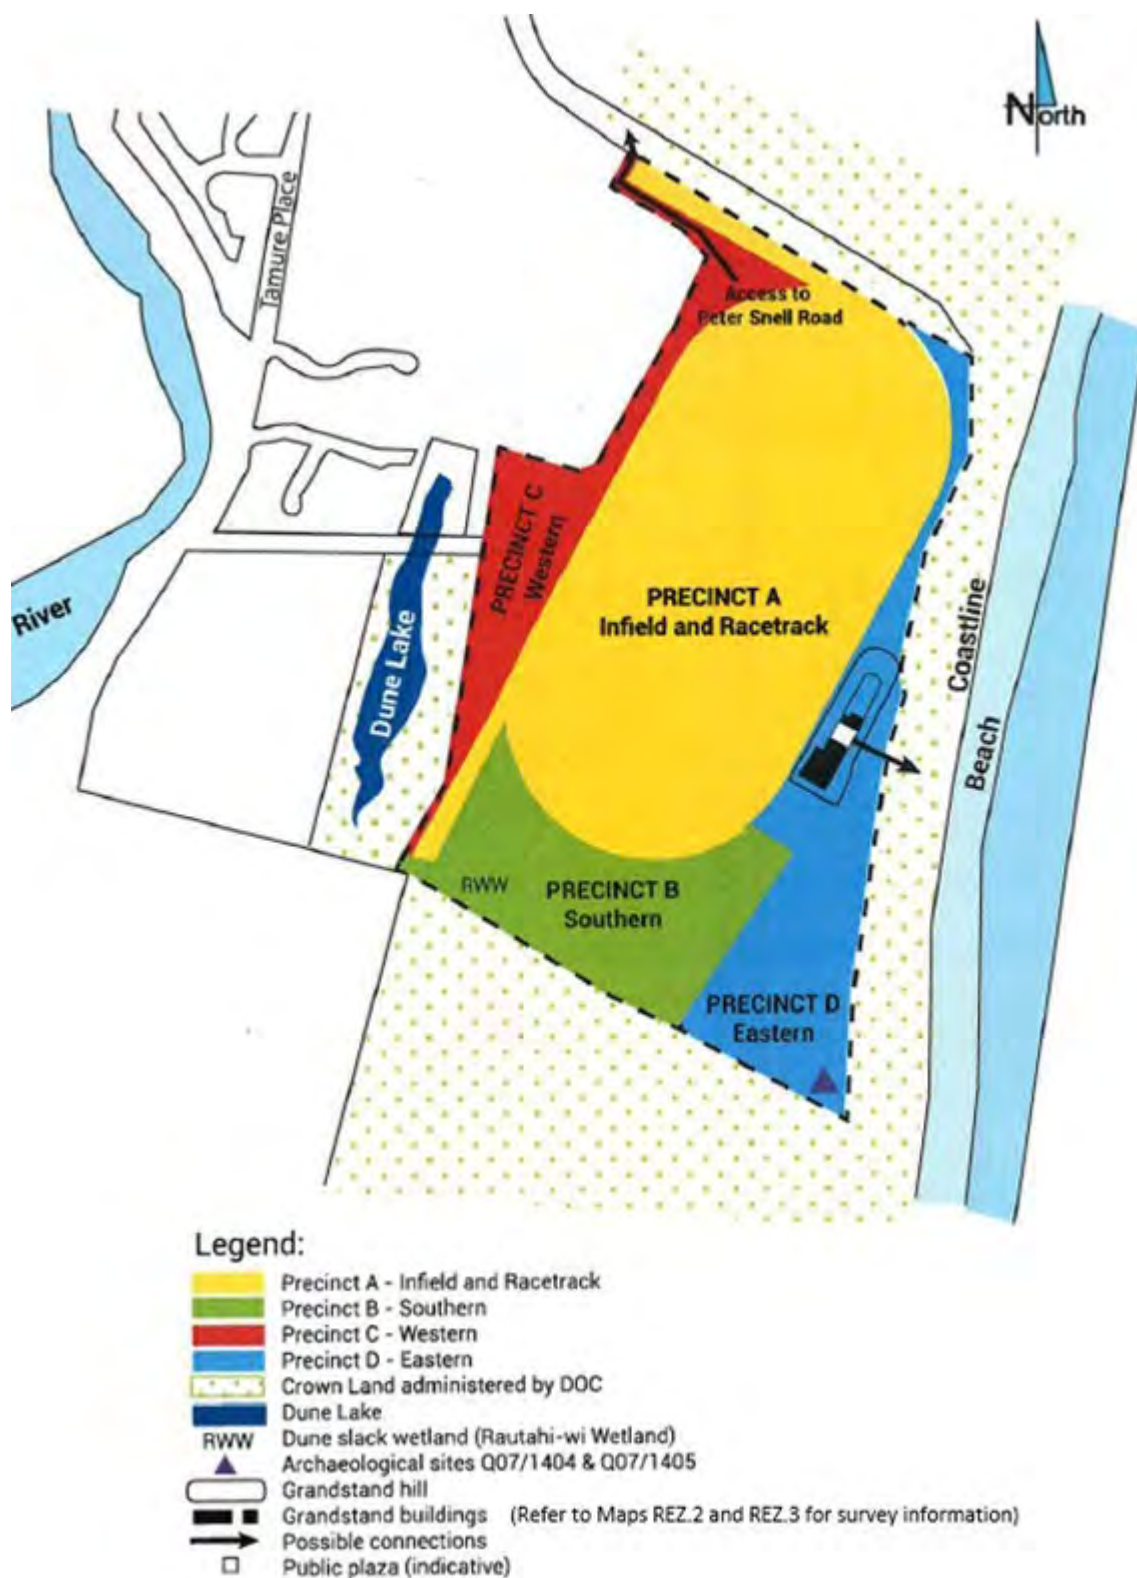 North
Tamure Place
Access to
Peter Snell Road
PRECINCT C
Western
PRECINCT A
Infield and Racetrack
River
Dune Lake
Coastline
Beach
RWW
PRECINCT B
Southern
PRECINCT D
Eastern
Legend:
Precinct A - Infield and Racetrack
Precinct B - Southern
Precinct C - Western
Precinct D - Eastern
Crown Land administered by DOC
Dune Lake
RWW Dune slack wetland (Rautahi-wi Wetland)
Archaeological sites Q07/1404 & Q07/1405
Grandstand hill
Grandstand buildings (Refer to Maps REZ.2 and REZ.3 for survey information)
Possible connections
Public plaza (indicative)